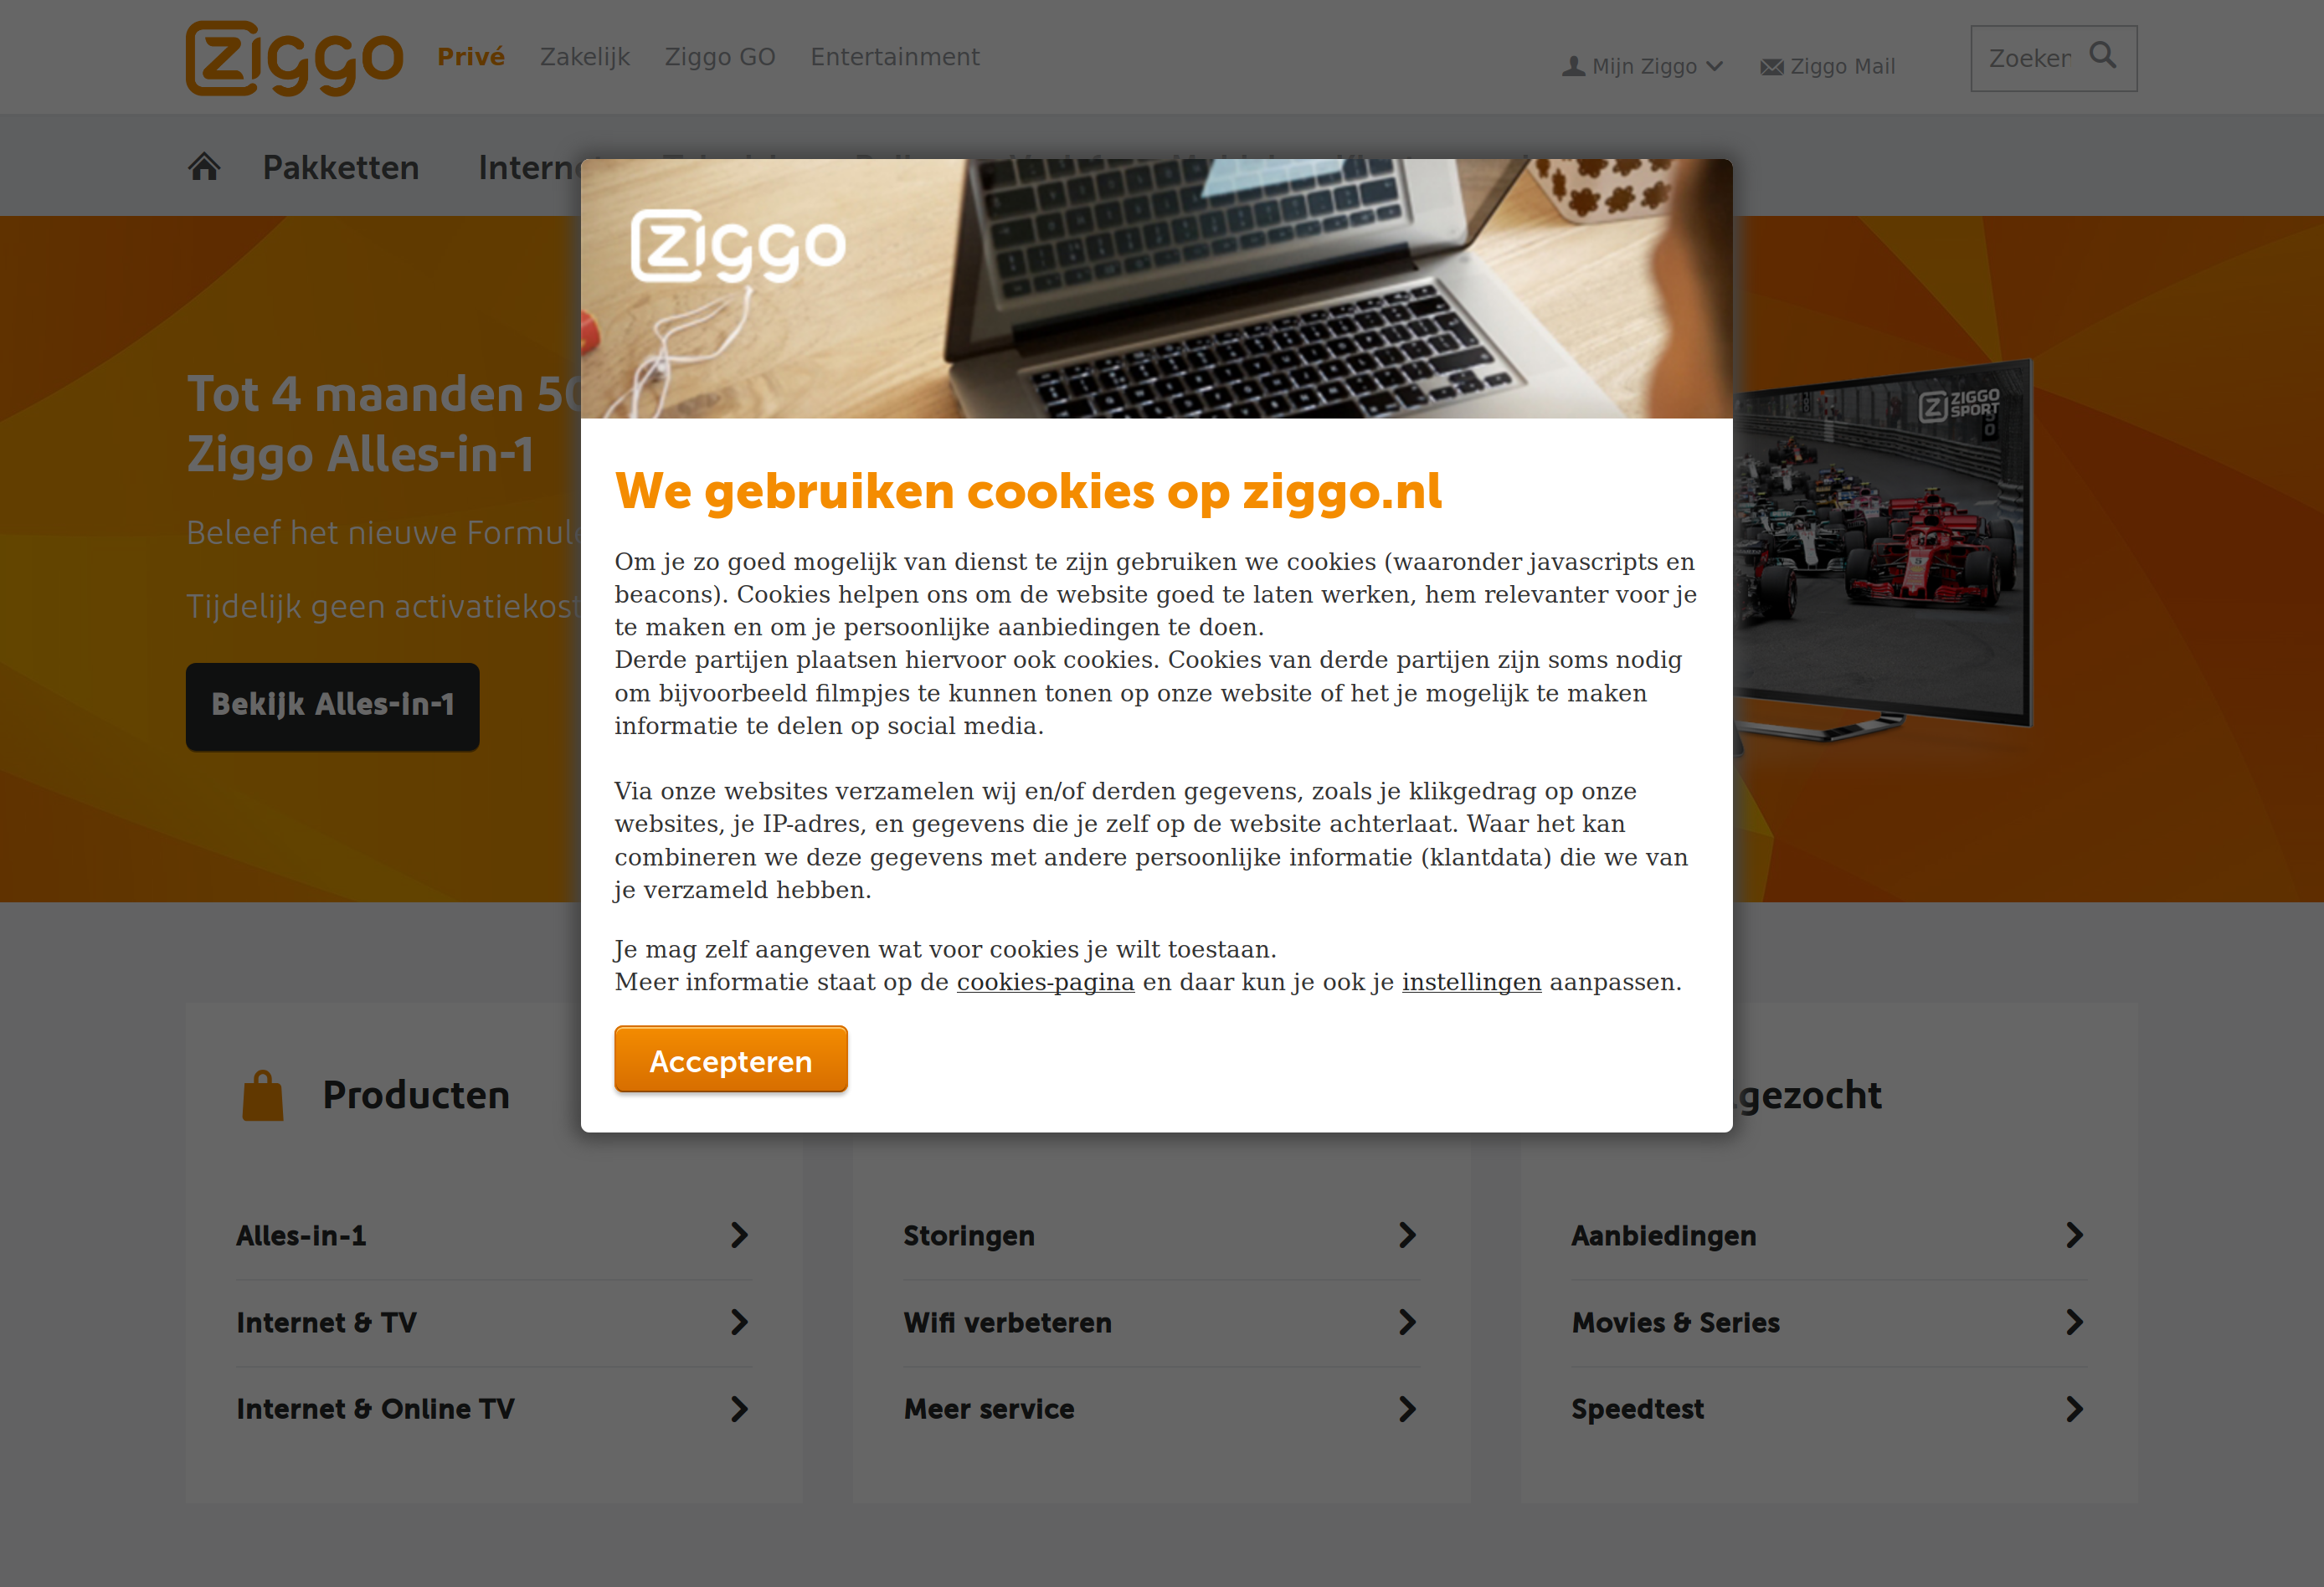 Ziggo
Privé
Zakelijk
Ziggo GO
Entertainment
Mijn Ziggo
Ziggo Mail
Zoeker
Pakketten
Tot 4 maanden
Ziggo Alles-in-1
Beleef het nieuwe
Tijdelijk geen
Bekijk Alles-in-1
ZIGGO
SPORT
Ziggo
We gebruiken cookies op ziggo.nl
Om je zo goed mogelijk van dienst te zijn gebruiken we cookies (waaronder javascripts en
beacons). Cookies helpen ons om de website goed te laten werken, hem relevanter voor je
te maken en om je persoonlijke aanbiedingen te doen.
Derde partijen plaatsen hiervoor ook cookies. Cookies van derde partijen zijn soms nodig
om bijvoorbeeld filmpjes te kunnen tonen op onze website of het je mogelijk te maken
informatie te delen op social media.
Via onze websites verzamelen wij en/of derden gegevens, zoals je klikgedrag op onze
websites, je IP-adres, en gegevens die je zelf op de website achterlaat. Waar het kan
combineren we deze gegevens met andere persoonlijke informatie (klantdata) die we van
je verzameld hebben.
Je mag zelf aangeven wat voor cookies je wilt toestaan.
Meer informatie staat op de cookies-pagina en daar kun je ook je instellingen aanpassen.
Accepteren
Producten
Alles-in-1
Internet & TV
Internet & Online TV
Storingen
Wifi verbeteren
Meer service
gezocht
Aanbiedingen
Movies & Series
Speedtest